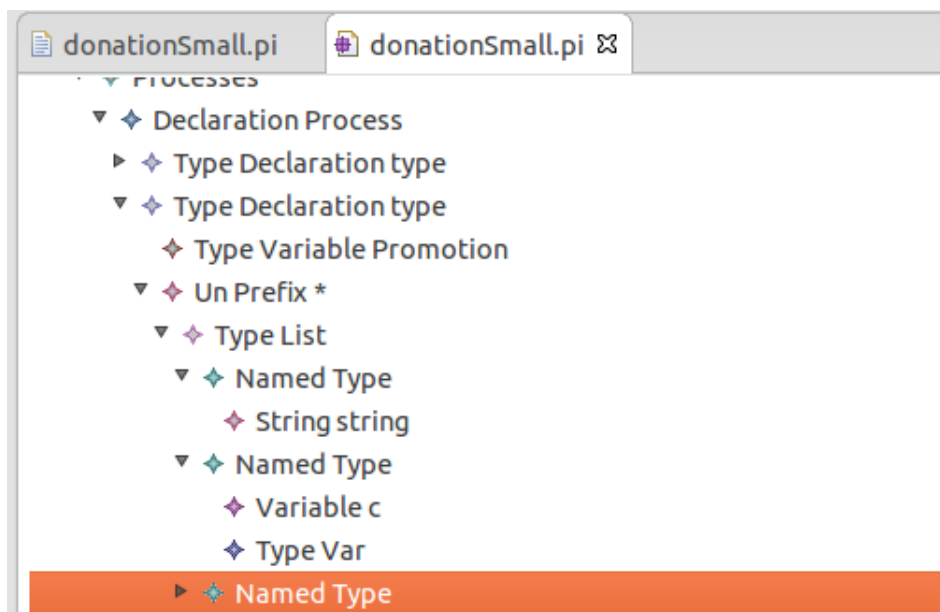 donationSmall.pi donationSmall.pi
Processes
Declaration Process
Type Declaration type
Type Declaration type
Type Variable Promotion
Un Prefix *
Type List
Named Type
String string
Named Type
Variable c
Type Var
Named Type